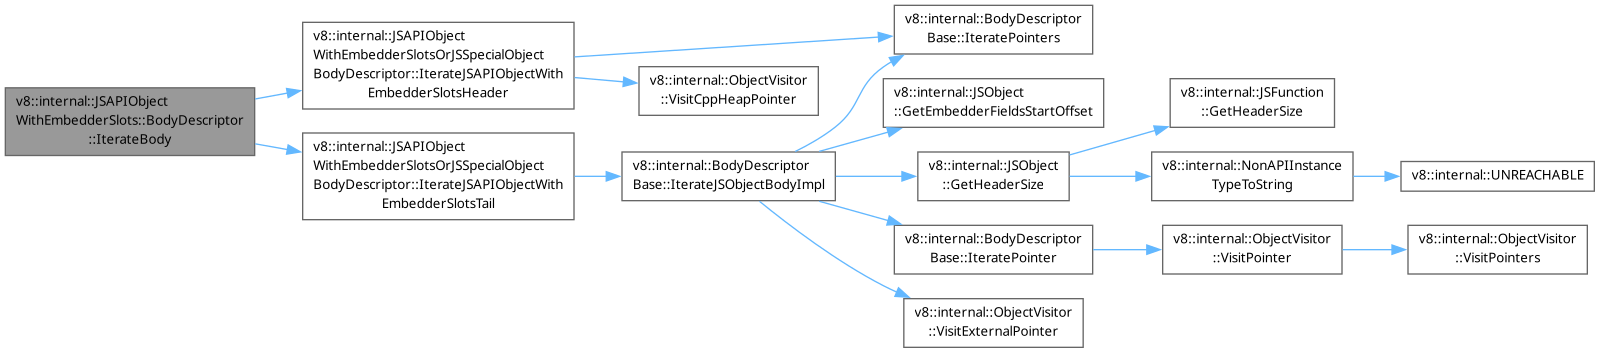 v8::internal::JSAPIObject
WithEmbedderSlots::BodyDescriptor
::IterateBody
v8::internal::JSAPIObject
WithEmbedderSlotsOrJSSpecialObject
BodyDescriptor::IterateJSAPIObjectWith
EmbedderSlotsHeader
v8::internal::JSAPIObject
WithEmbedderSlotsOrJSSpecialObject
BodyDescriptor::IterateJSAPIObjectWith
EmbedderSlotsTail
v8::internal::BodyDescriptor
Base::IteratePointers
v8::internal::ObjectVisitor
::VisitCppHeapPointer
v8::internal::BodyDescriptor
Base::IterateJSObjectBodyImpl
v8::internal::JSObject
::GetEmbedderFieldsStartOffset
v8::internal::JSObject
::GetHeaderSize
v8::internal::BodyDescriptor
Base::IteratePointer
v8::internal::ObjectVisitor
::VisitExternalPointer
v8::internal::JSFunction
::GetHeaderSize
v8::internal::NonAPIInstance
TypeToString
v8::internal::UNREACHABLE
v8::internal::ObjectVisitor
::VisitPointer
v8::internal::ObjectVisitor
::VisitPointers